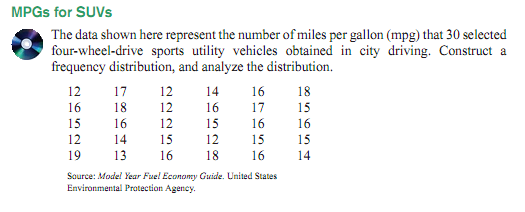 MPGs for SUVs
The data shown here represent the number of miles per gallon (mpg) that 30 selected
four-wheel-drive sports utility vehicles obtained in city driving. Construct a
frequency distribution, and analyze the distribution.
12 17 12 14 16 18
16 18 12 16 17 15
15 16 12 15 16 16
12 14 15 12 15 15
19 13 16 18 16 14
Source: Model Year Fuel Economy Guide. United States
Environmental Protection Agency.